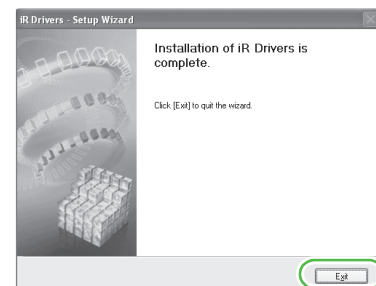 iR Drivers - Setup Wizard
Installation of iR Drivers is
complete.
Click [Exit] to quit the wizard.
Exit